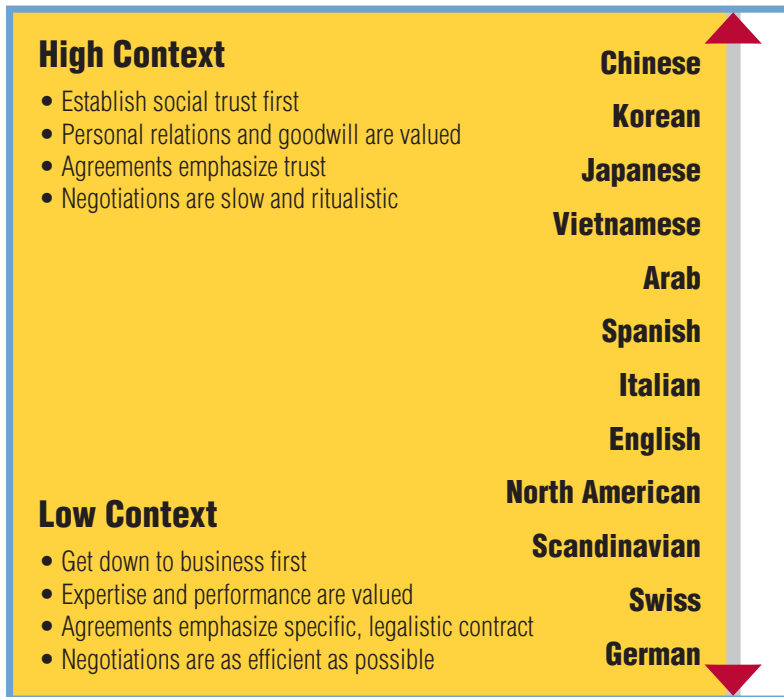 High Context
• Establish social trust first
• Personal relations and goodwill are valued
• Agreements emphasize trust
• Negotiations are slow and ritualistic
Low Context
• Get down to business first
• Expertise and performance are valued
• Agreements emphasize specific, legalistic contract
• Negotiations are as efficient as possible
Chinese
Korean
Japanese
Vietnamese
Arab
Spanish
Italian
English
North American
Scandinavian
Swiss
German